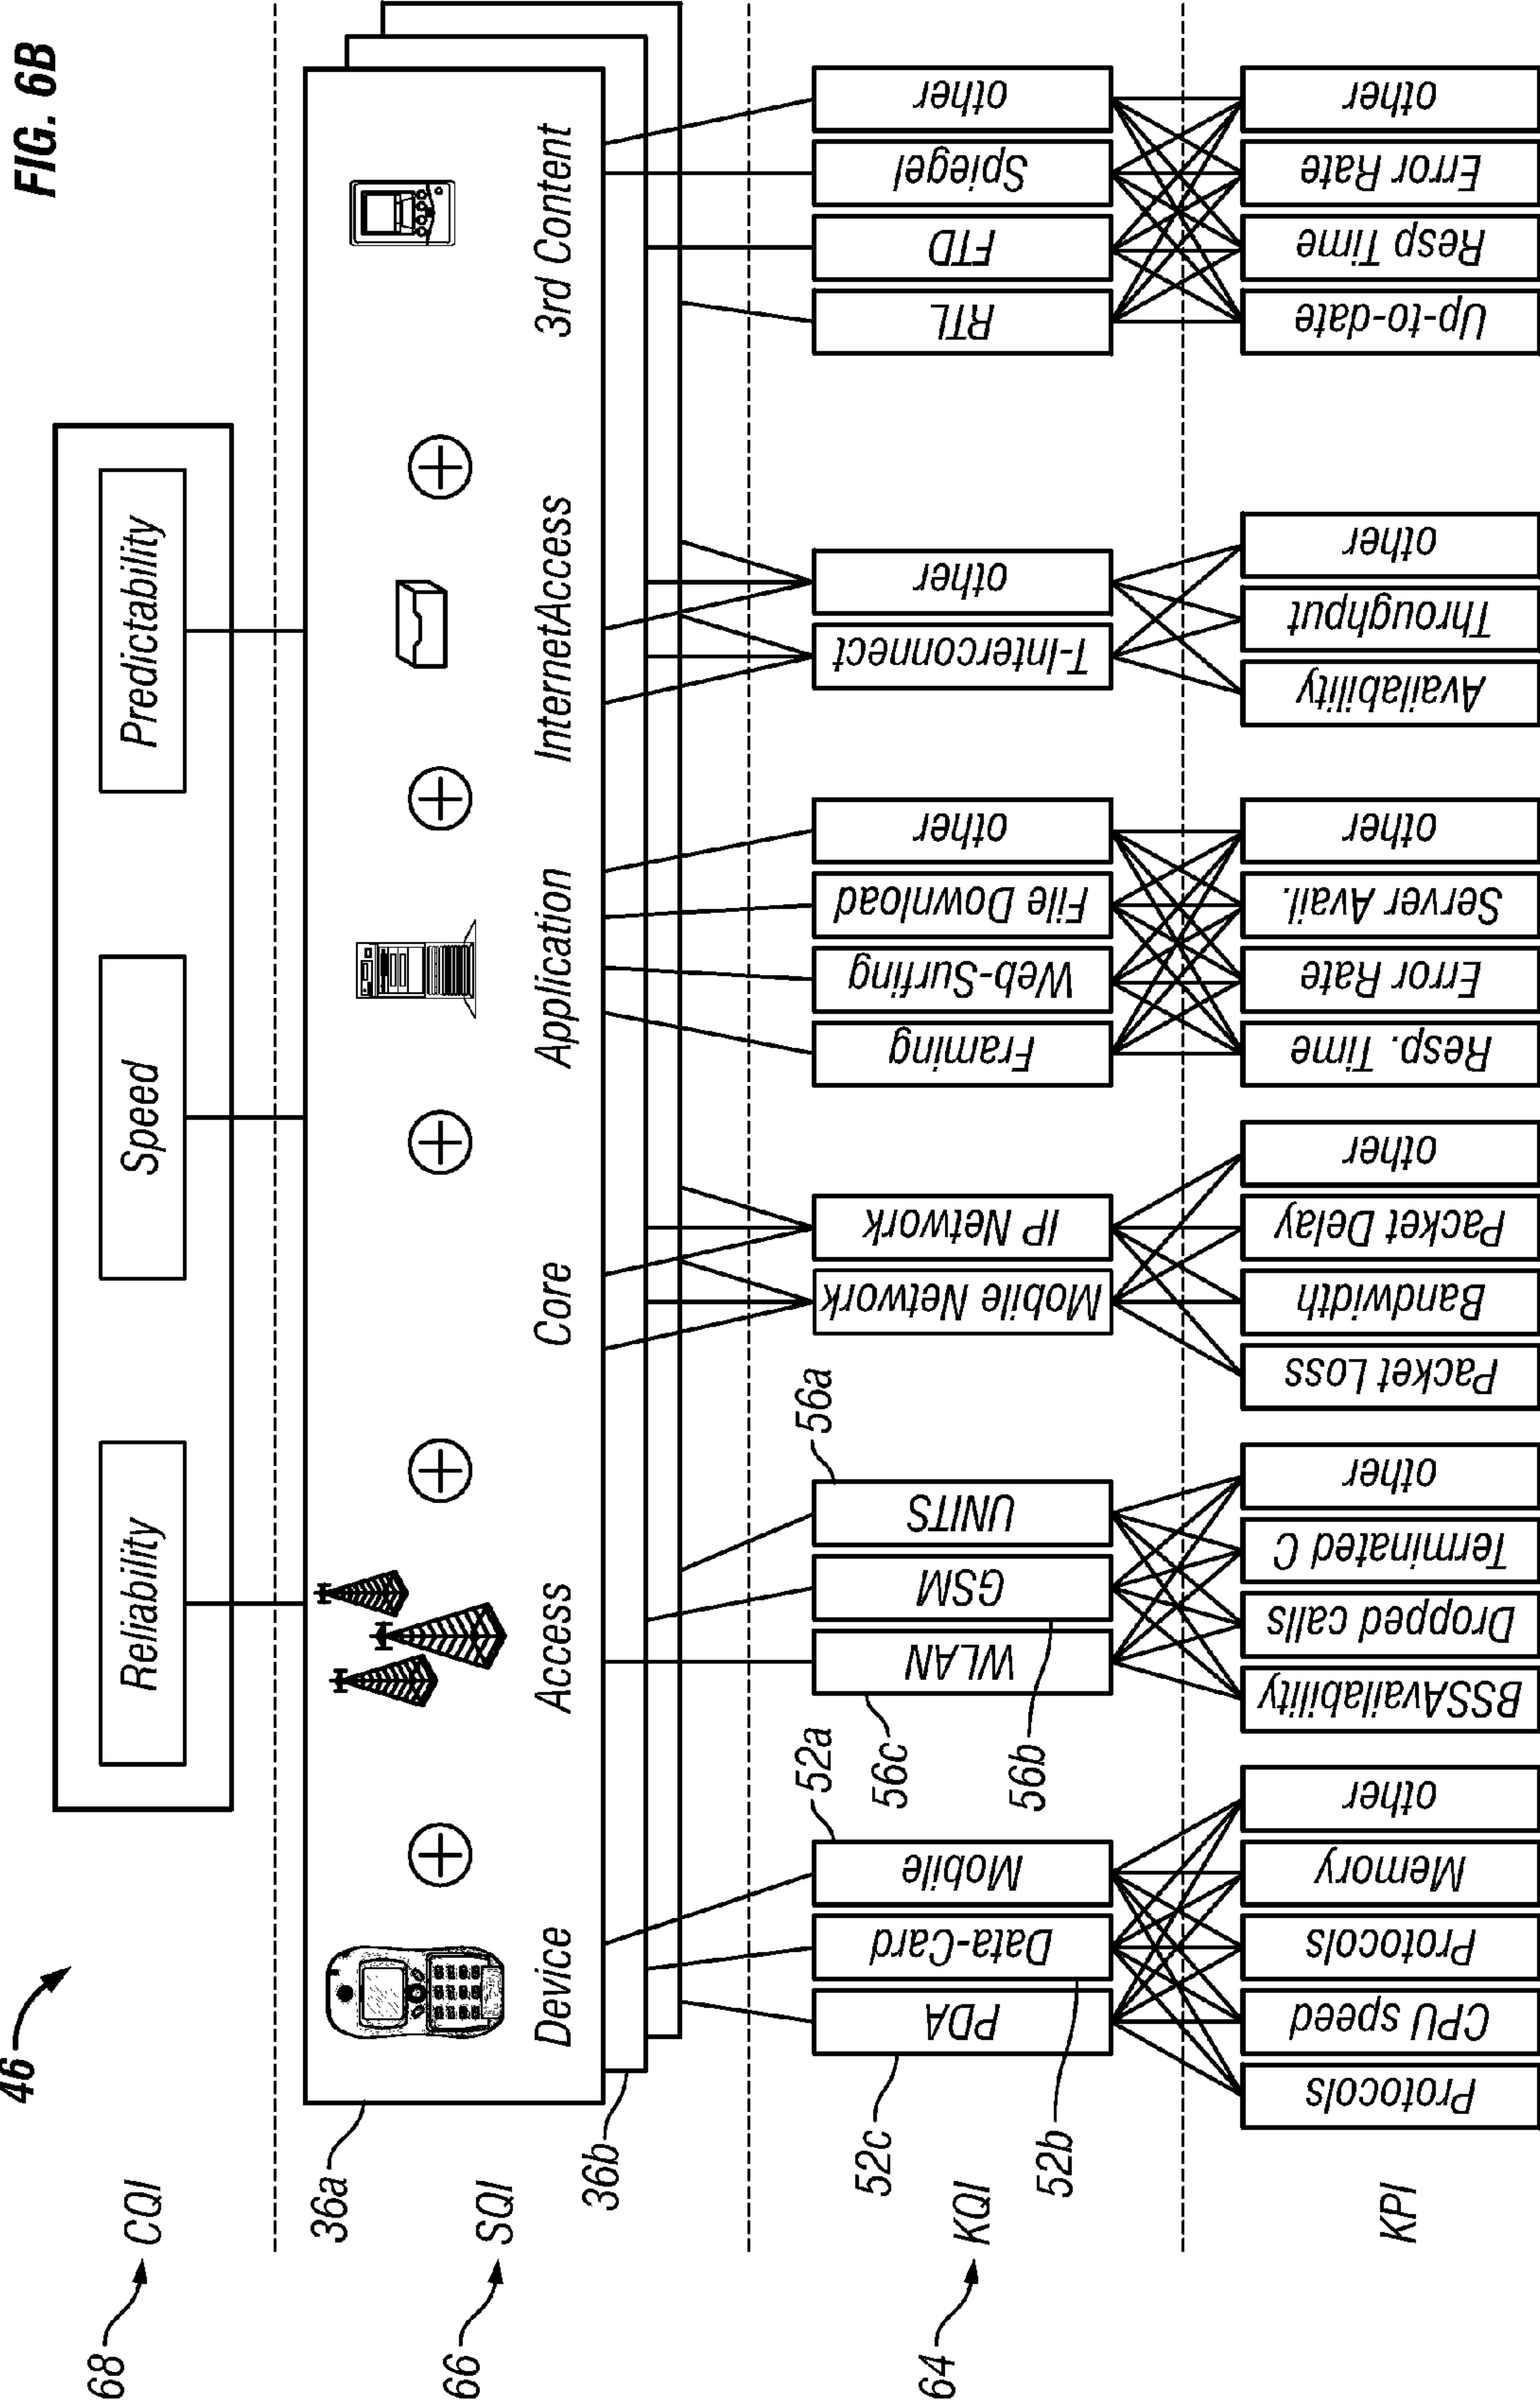 FIG. 6B
46
68
CQI
Reliability
Speed
Predictability
36a
66
SQI
36b
Device
Access
Core
Application
InternetAccess
3rd Content
64
KQI
52c
PDA
52b
Data-Card
52a
Mobile
56c
WLAN
56b
GSM
56a
UNITS
Mobile Network
IP Network
Framing
Web-Surfing
File Download
other
T-Interconnect
other
RTL
FTD
Spiegel
other
KPI
Protocols
CPU speed
Protocols
Memory
other
BSSAvailability
Dropped calls
Terminated C
other
Packet Loss
Bandwidth
Packet Delay
other
Resp. Time
Error Rate
Server Avail.
other
Availability
Throughput
other
Up-to-date
Resp Time
Error Rate
other